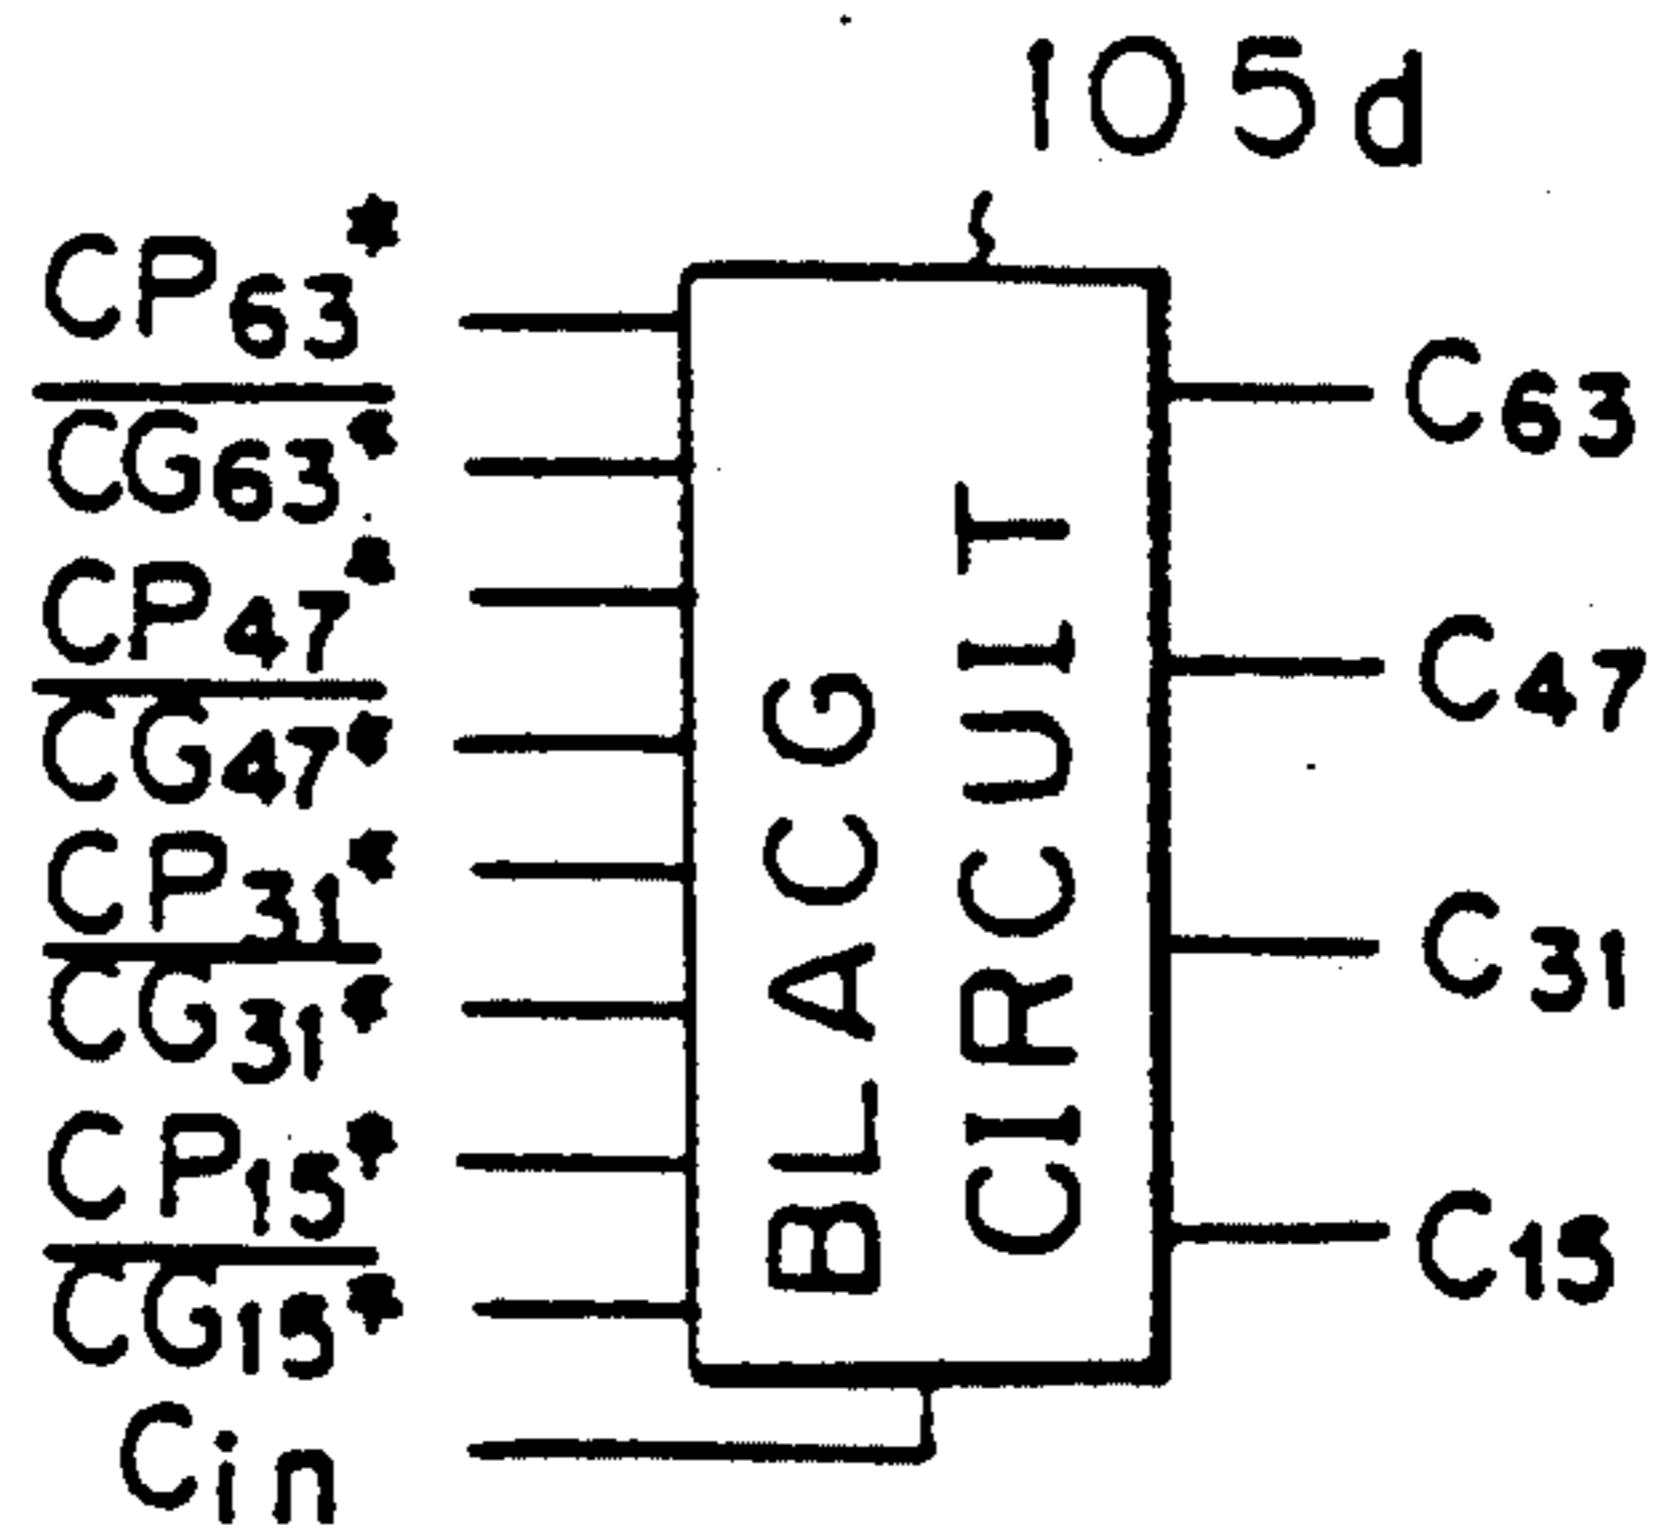 105d
CP63*
CG63*
CP47*
CG47*
CP31*
CG31*
CP15*
CG15*
Cin
BLACG
CIRCUIT
C63
C47
C31
C15